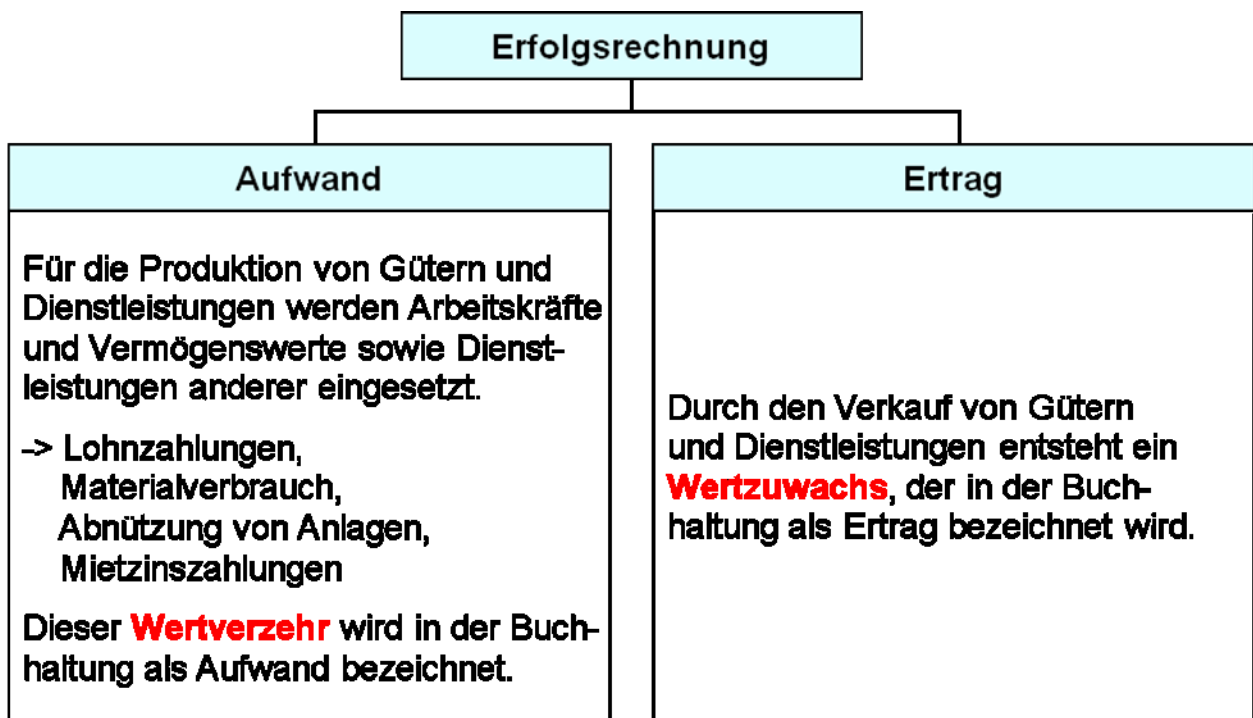 Erfolgsrechnung
Aufwand
Für die Produktion von Gütern und
Dienstleistungen werden Arbeitskräfte
und Vermögenswerte sowie Dienst-
leistungen anderer eingesetzt.
-> Lohnzahlungen,
Materialverbrauch,
Abnützung von Anlagen,
Mietzinszahlungen
Dieser Wertverzehr wird in der Buch-
haltung als Aufwand bezeichnet.
Ertrag
Durch den Verkauf von Gütern
und Dienstleistungen entsteht ein
Wertzuwachs, der in der Buch-
haltung als Ertrag bezeichnet wird.